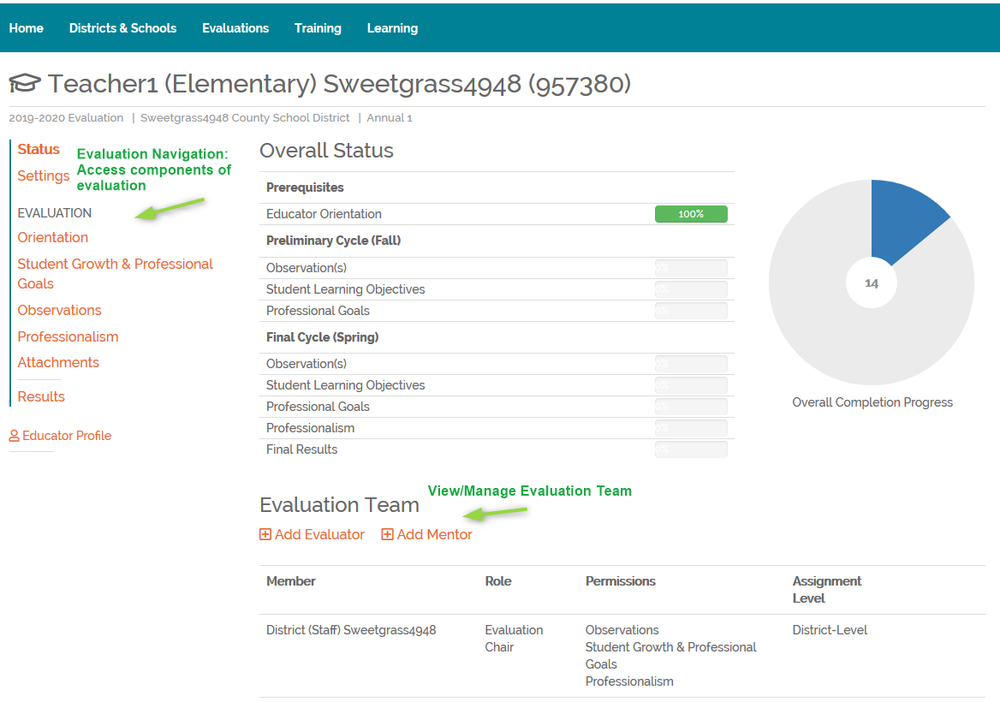 Home Districts & Schools Evaluations Training Learning
Teacher1 (Elementary) Sweetgrass4948 (957380)
2019-2020 Evaluation | Sweetgrass4948 County School District | Annual 1
Status
Settings
Evaluation Navigation:
Access components of
evaluation
EVALUATION
Orientation
Student Growth & Professional
Goals
Observations
Professionalism
Attachments
Results
Educator Profile
Overall Status
Prerequisites
Educator Orientation 100%
Preliminary Cycle (Fall)
Observation(s) 0%
Student Learning Objectives 0%
Professional Goals 0%
Final Cycle (Spring)
Observation(s) 0%
Student Learning Objectives 0%
Professional Goals 0%
Professionalism 0%
Final Results 0%
14
Overall Completion Progress
View/Manage Evaluation Team
Evaluation Team
Add Evaluator Add Mentor
Member Role Permissions Assignment
Level
District (Staff) Sweetgrass4948 Evaluation Observations District-Level
Chair Student Growth & Professional
Goals
Professionalism